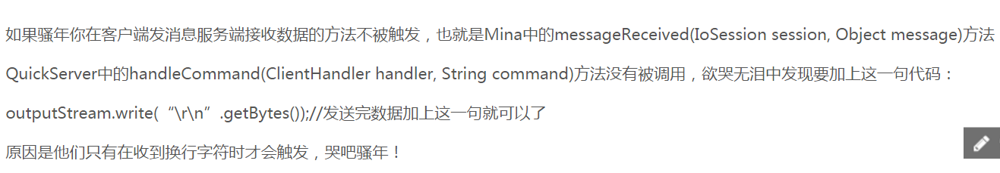 如果骚年你在客户端发消息服务端接收数据的方法不被触发，也就是Mina中的messageReceived(IoSession session, Object message)方法
QuickServer中的handleCommand(ClientHandler handler, String command)方法没有被调用，欲哭无泪中发现要加上这一句代码：
outputStream.write(“\r\n”.getBytes());//发送完数据加上这一句就可以了
原因是他们只有在收到换行字符时才会触发，哭吧骚年！